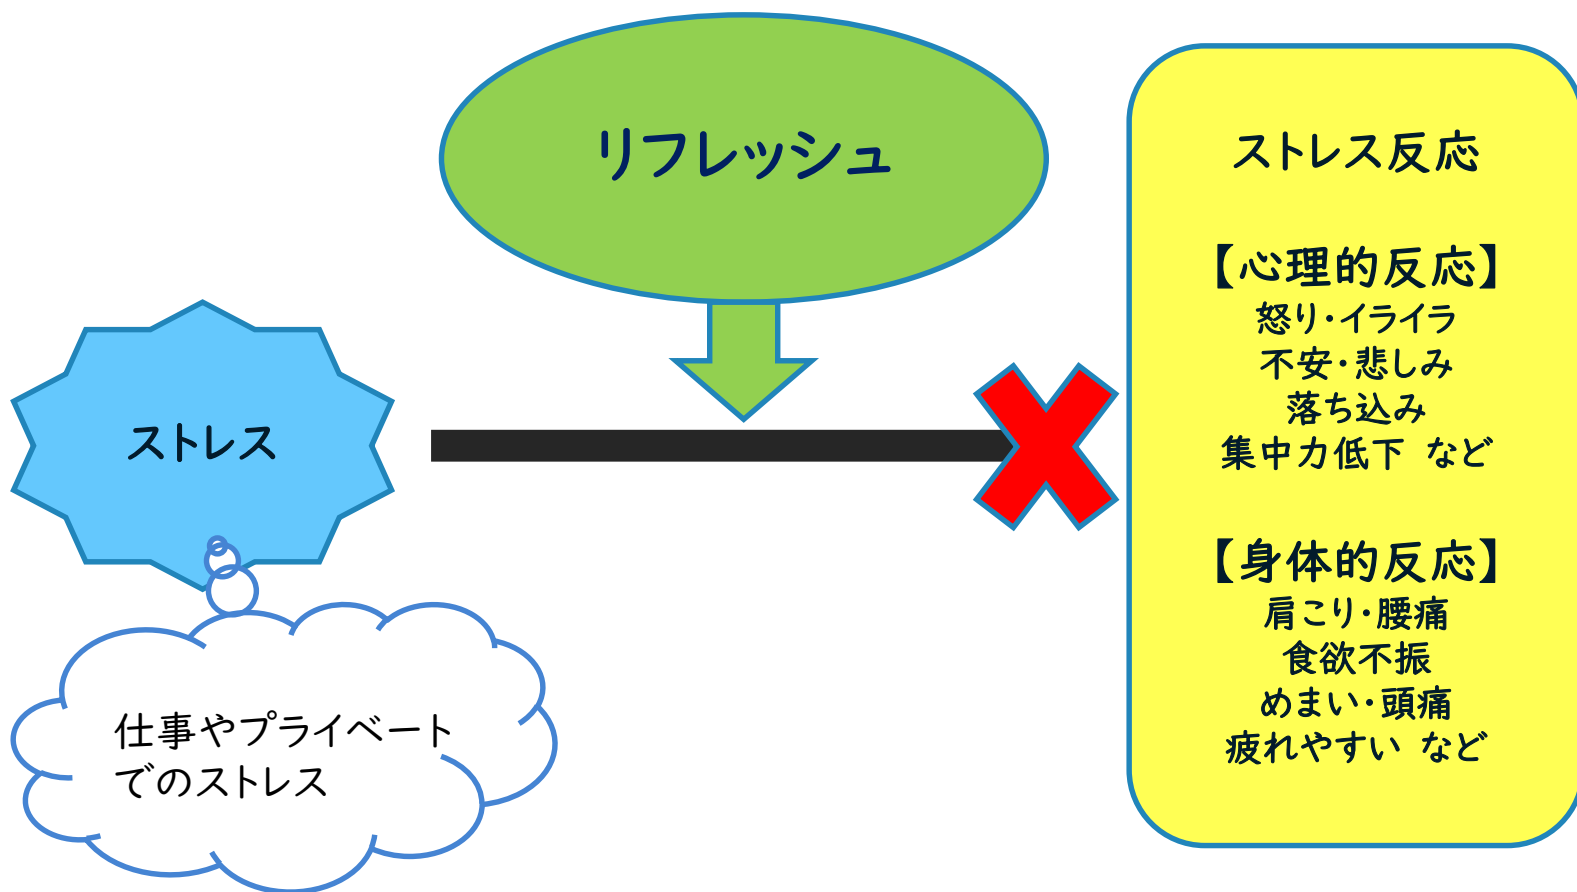 リフレッシュ
ストレス
仕事やプライベート
でのストレス
ストレス反応
【心理的反応】
怒り・イライラ
不安・悲しみ
落ち込み
集中力低下 など
【身体的反応】
肩こり・腰痛
食欲不振
めまい・頭痛
疲れやすい など